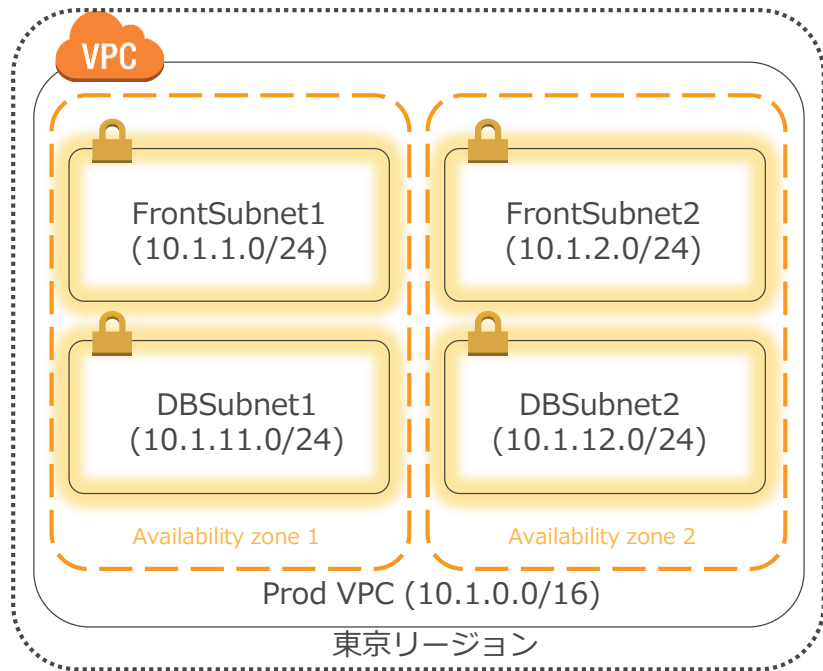 VPC
FrontSubnet1
(10.1.1.0/24)
FrontSubnet2
(10.1.2.0/24)
DBSubnet1
(10.1.11.0/24)
DBSubnet2
(10.1.12.0/24)
Availability zone 1
Availability zone 2
Prod VPC (10.1.0.0/16)
東京リージョン